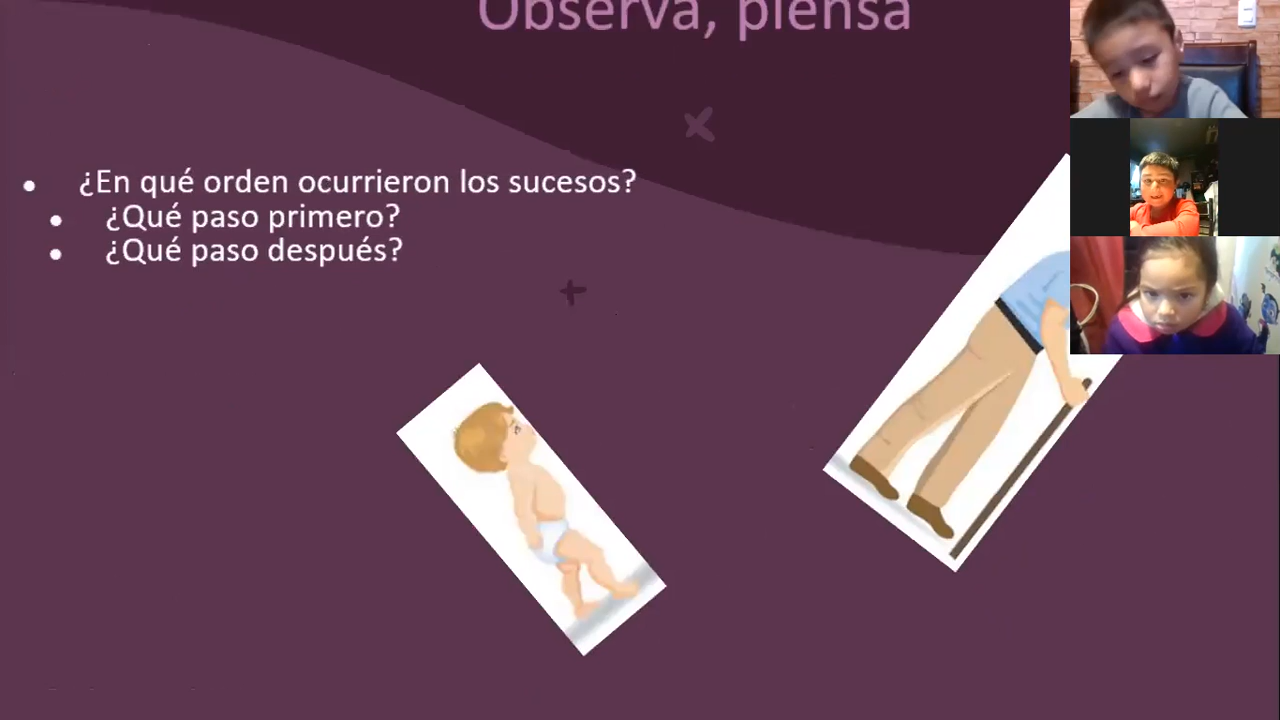 Observa, piensa
¿En qué orden ocurrieron los sucesos?
¿Qué paso primero?
¿Qué paso después?